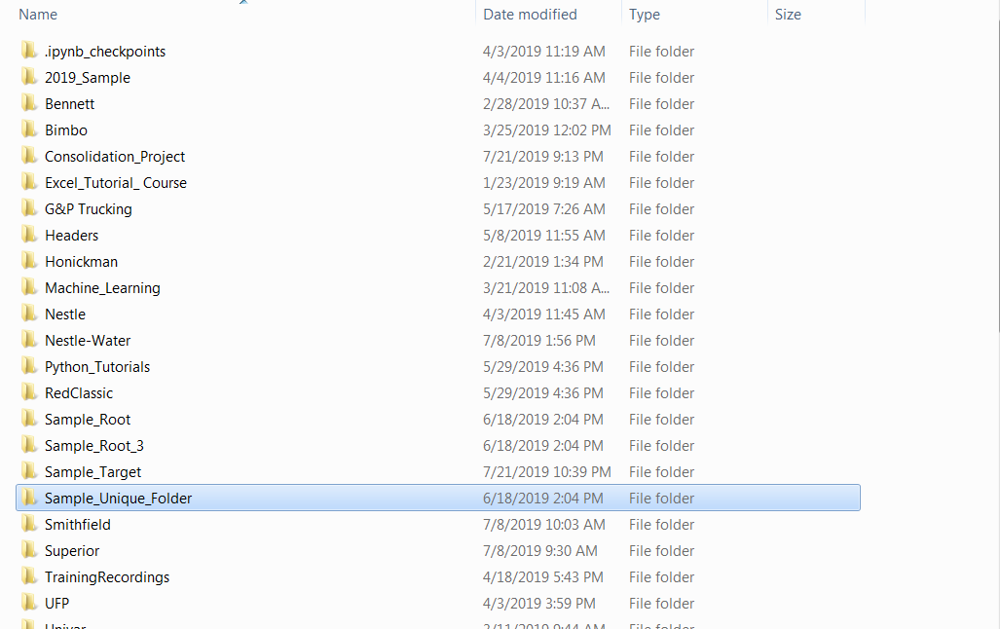 Name Date modified Type Size
.ipynb_checkpoints 4/3/2019 11:19 AM File folder
2019_Sample 4/4/2019 11:16 AM File folder
Bennett 2/28/2019 10:37 A... File folder
Bimbo 3/25/2019 12:02 PM File folder
Consolidation_Project 7/21/2019 9:13 PM File folder
Excel_Tutorial_ Course 1/23/2019 9:19 AM File folder
G&P Trucking 5/17/2019 7:26 AM File folder
Headers 5/8/2019 11:55 AM File folder
Honickman 2/21/2019 1:34 PM File folder
Machine_Learning 3/21/2019 11:08 A... File folder
Nestle 4/3/2019 11:45 AM File folder
Nestle-Water 7/8/2019 1:56 PM File folder
Python_Tutorials 5/29/2019 4:36 PM File folder
RedClassic 5/29/2019 4:36 PM File folder
Sample_Root 6/18/2019 2:04 PM File folder
Sample_Root_3 6/18/2019 2:04 PM File folder
Sample_Target 7/21/2019 10:39 PM File folder
Sample_Unique_Folder 6/18/2019 2:04 PM File folder
Smithfield 7/8/2019 10:03 AM File folder
Superior 7/8/2019 9:30 AM File folder
TrainingRecordings 4/18/2019 5:43 PM File folder
UFP 4/3/2019 3:59 PM File folder
File folder